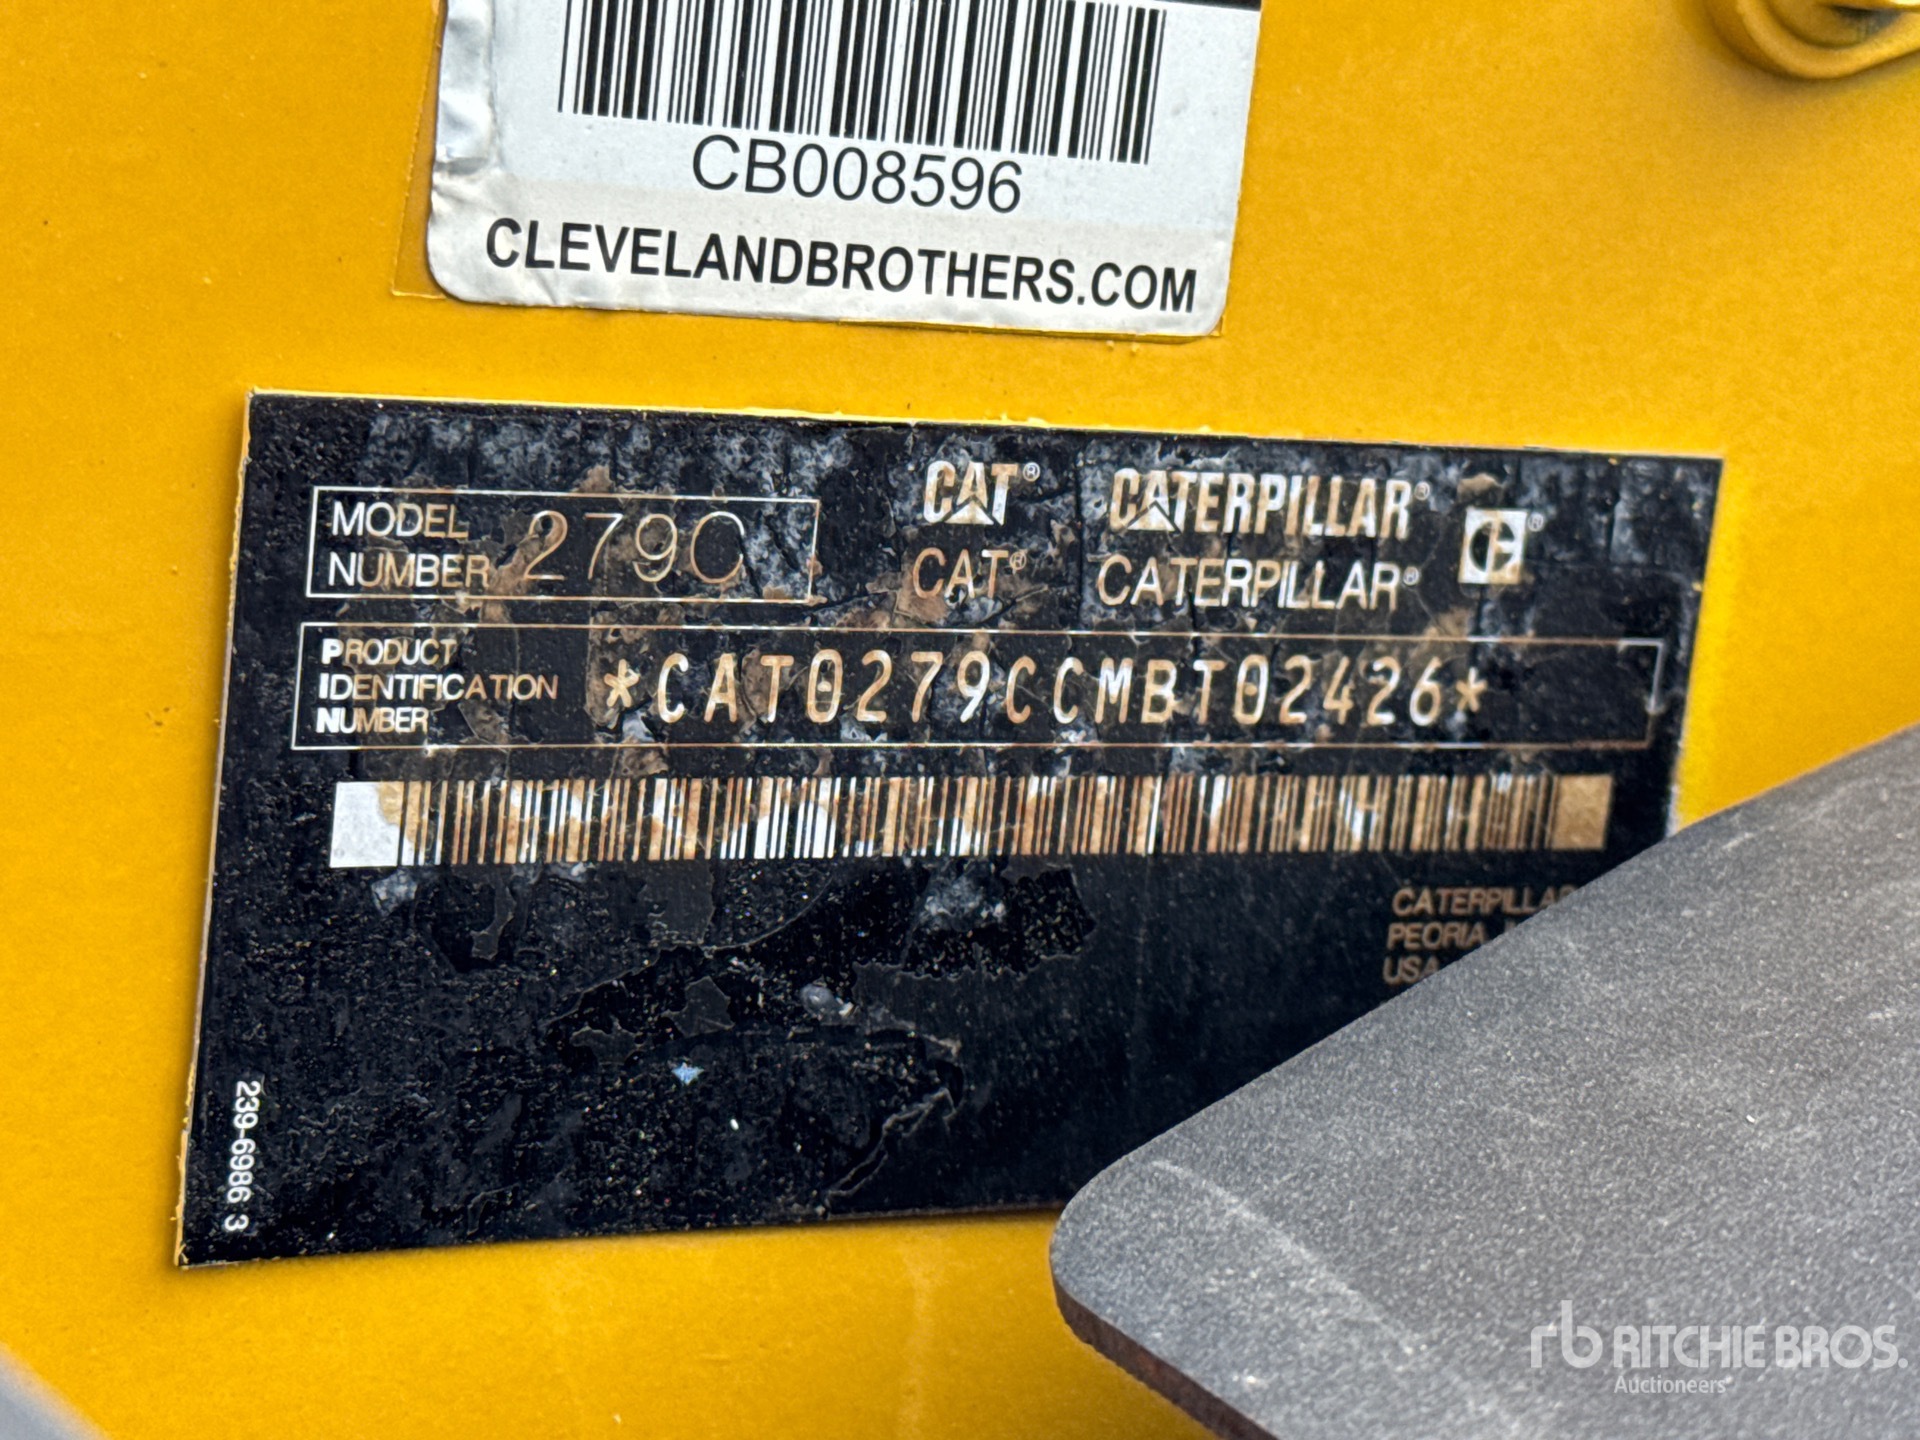 CB008596
CLEVELANDBROTHERS.COM
CAT® CATERPILLAR®
MODEL NUMBER 279C
CAT® CATERPILLAR®
PRODUCT IDENTIFICATION NUMBER *CAT0279CCMBT02426*
CATERPILLA
PEORIA
USA
239-6986 3
rb RITCHIE BROS.
Auctioneers